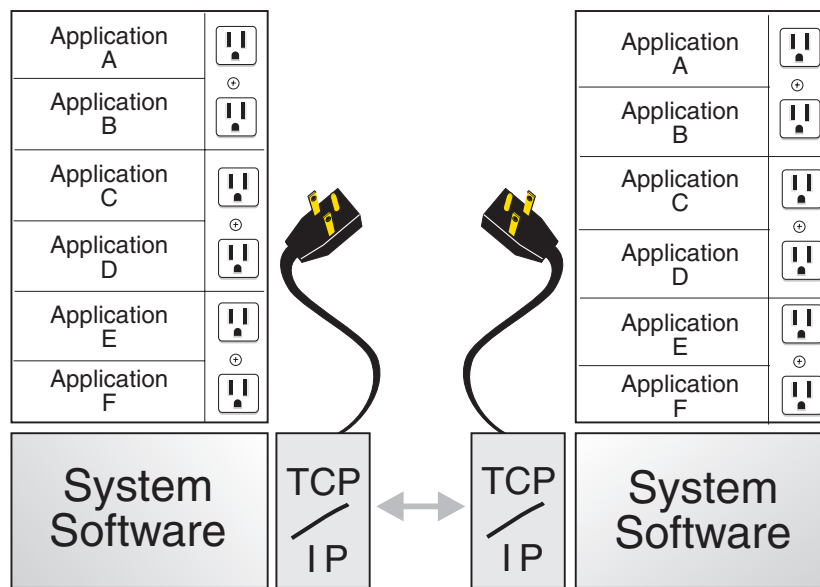 Application
A
Application
B
Application
C
Application
D
Application
E
Application
F
System
Software
TCP
/
IP
TCP
/
IP
Application
A
Application
B
Application
C
Application
D
Application
E
Application
F
System
Software